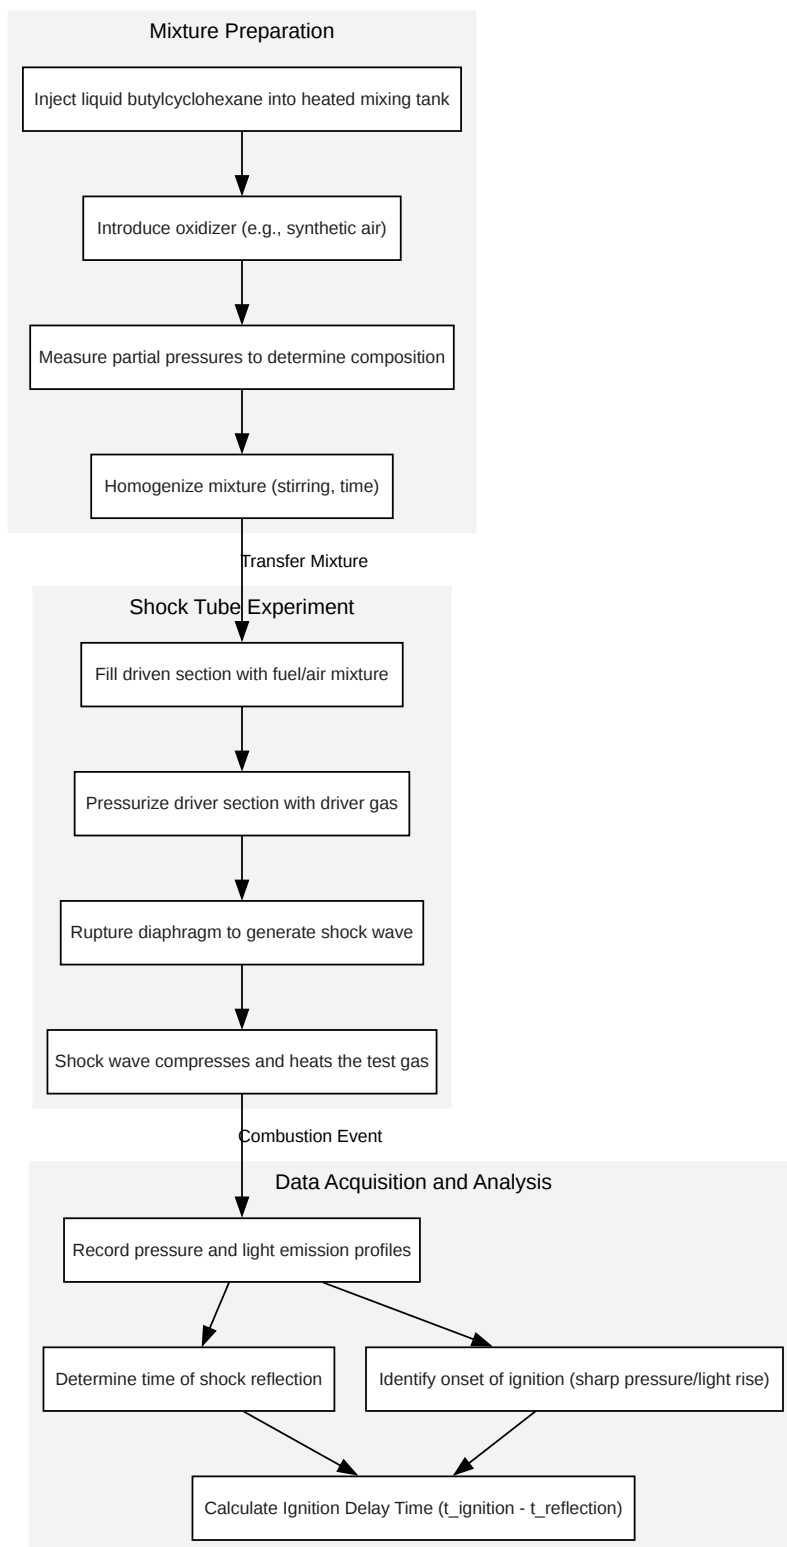 Mixture Preparation
Inject liquid butylcyclohexane into heated mixing tank
Introduce oxidizer (e.g., synthetic air)
Measure partial pressures to determine composition
Homogenize mixture (stirring, time)
Transfer Mixture
Shock Tube Experiment
Fill driven section with fuel/air mixture
Pressurize driver section with driver gas
Rupture diaphragm to generate shock wave
Shock wave compresses and heats the test gas
Combustion Event
Data Acquisition and Analysis
Record pressure and light emission profiles
Determine time of shock reflection
Identify onset of ignition (sharp pressure/light rise)
Calculate Ignition Delay Time (t_ignition - t_reflection)